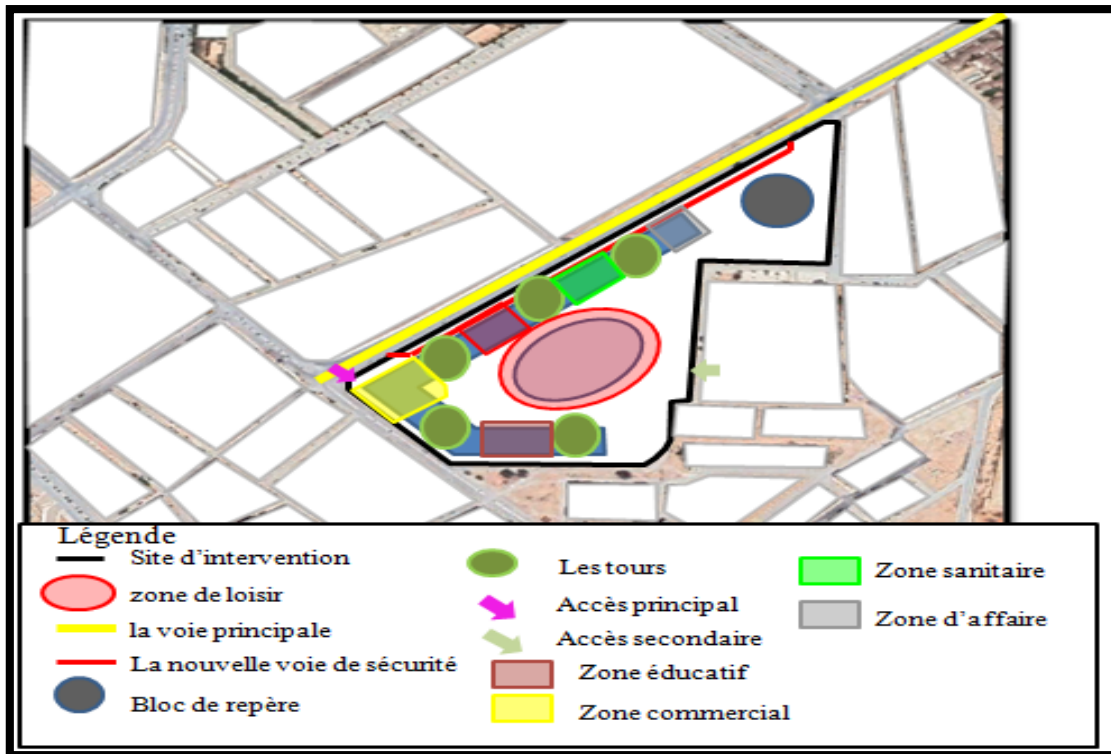 Légende
Site d'intervention
zone de loisir
la voie principale
La nouvelle voie de sécurité
Bloc de repère
Les tours
Accès principal
Accès secondaire
Zone éducatif
Zone commercial
Zone sanitaire
Zone d'affaire